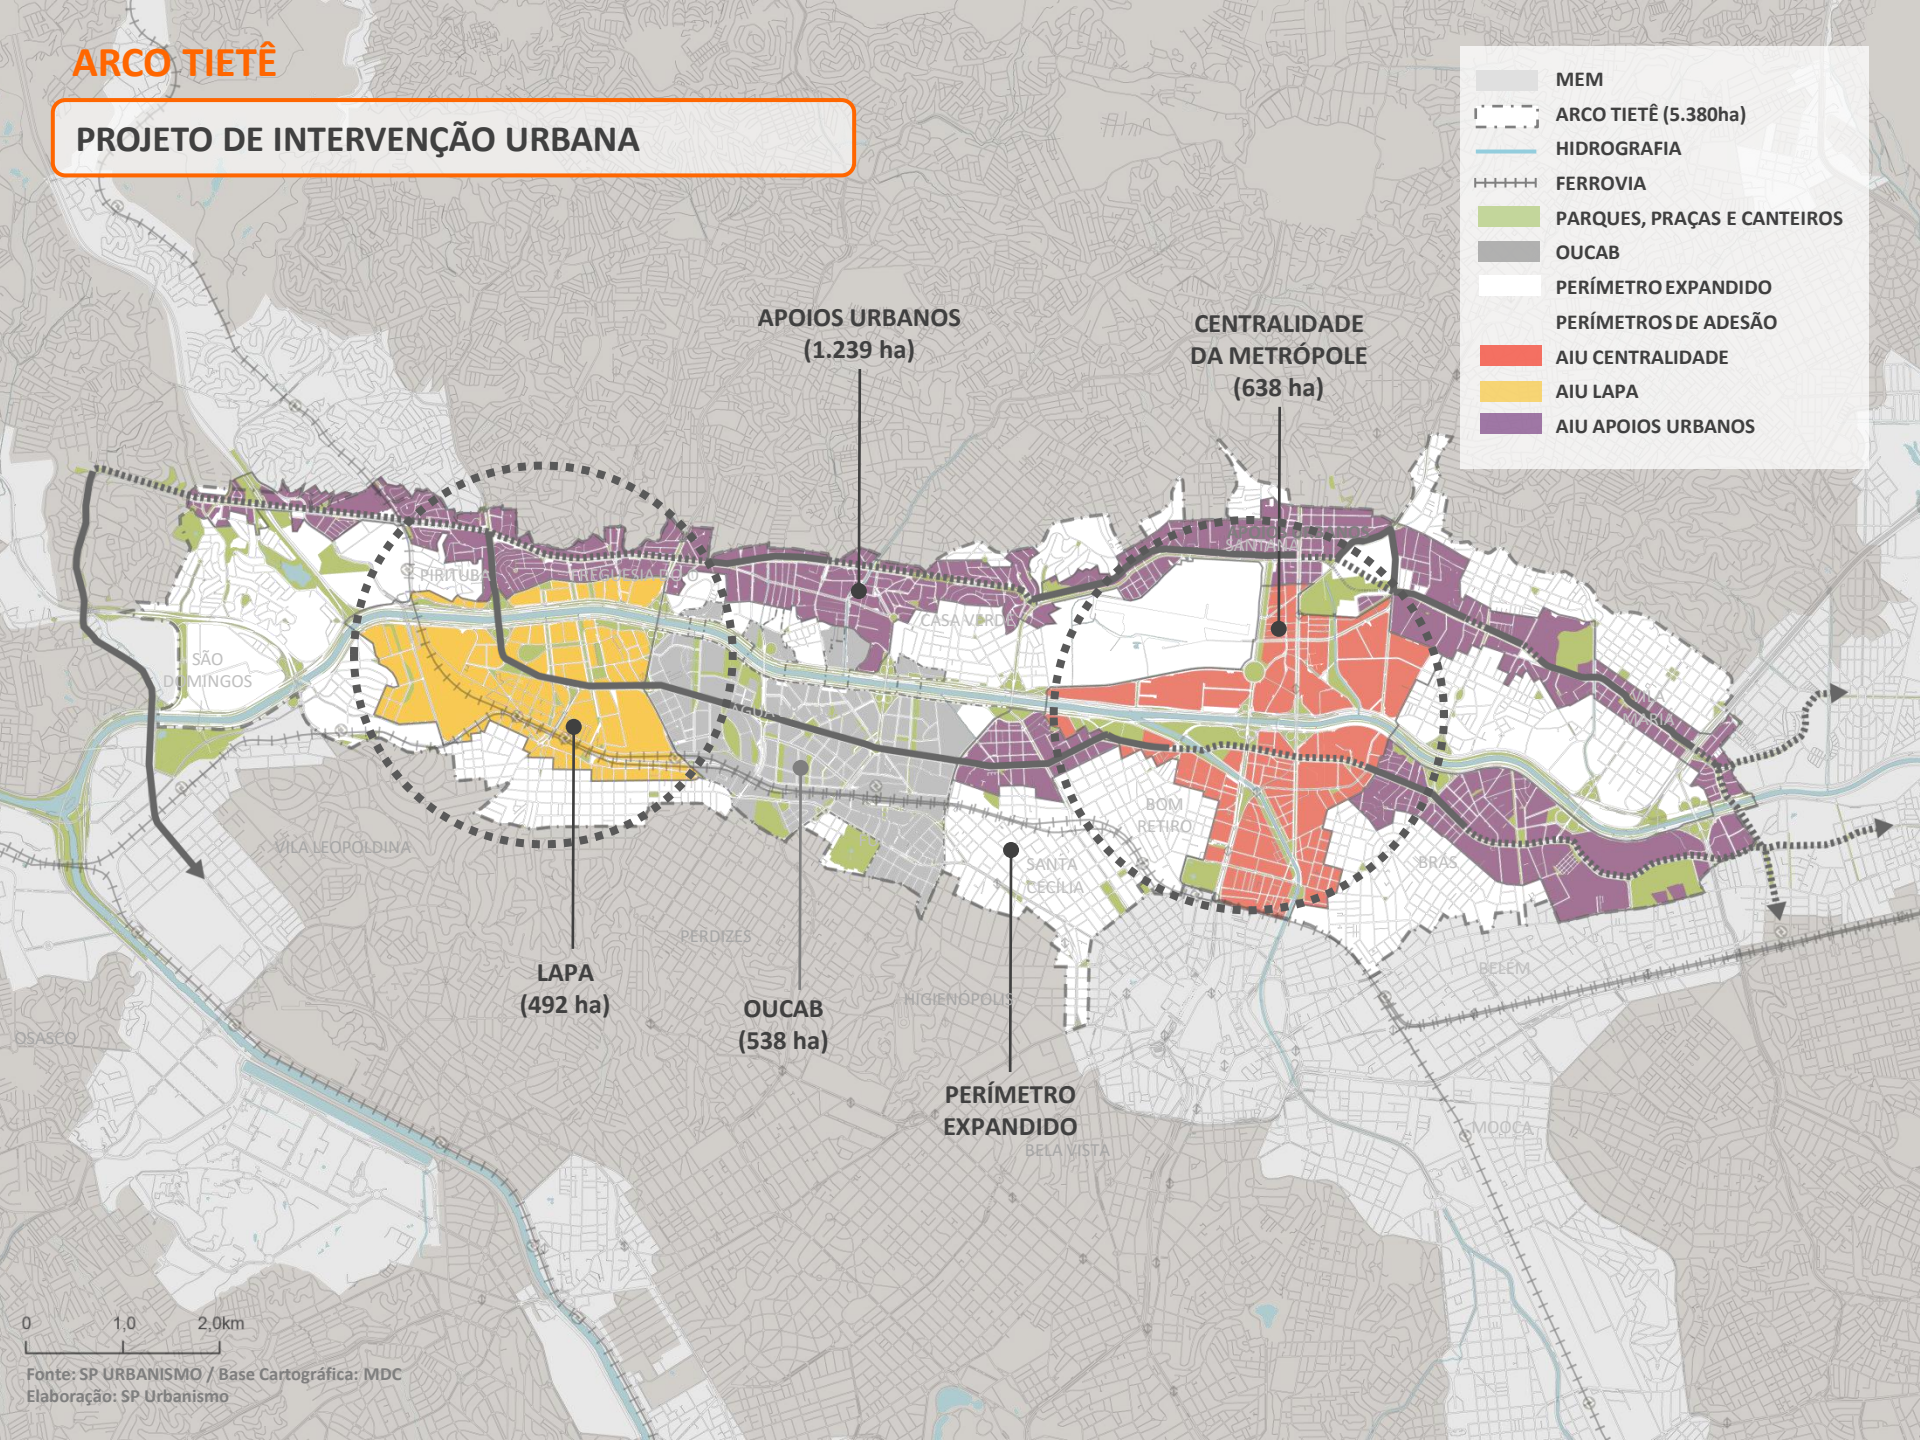 ARCO TIETÊ
PROJETO DE INTERVENÇÃO URBANA
MEM
ARCO TIETÊ (5.380ha)
HIDROGRAFIA
FERROVIA
PARQUES, PRAÇAS E CANTEIROS
OUCAB
PERÍMETRO EXPANDIDO
PERÍMETROS DE ADESÃO
AIU CENTRALIDADE
AIU LAPA
AIU APOIOS URBANOS
APOIOS URBANOS
(1.239 ha)
CENTRALIDADE
DA METRÓPOLE
(638 ha)
SANTANA
PIRITUBA
FREGUESIA DO Ó
CASA VERDE
SÃO
DOMINGOS
VILA
MARIA
BOM
RETIRO
BRÁS
SANTA
CECÍLIA
VILA LEOPOLDINA
PERDIZES
HIGIENÓPOLIS
BELÉM
LAPA
(492 ha)
OUCAB
(538 ha)
OSASCO
PERÍMETRO
EXPANDIDO
BELA VISTA
MOOCA
0 1,0 2,0km
Fonte: SP URBANISMO / Base Cartográfica: MDC
Elaboração: SP Urbanismo